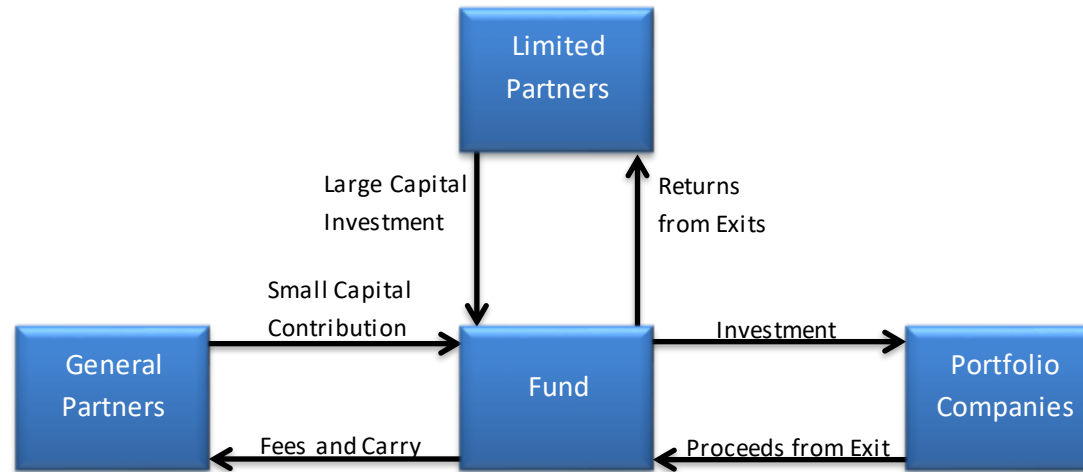 Limited
Partners
Large Capital
Investment
Returns
from Exits
Small Capital
Contribution
Investment
General
Partners
Fund
Portfolio
Companies
Fees and Carry
Proceeds from Exit